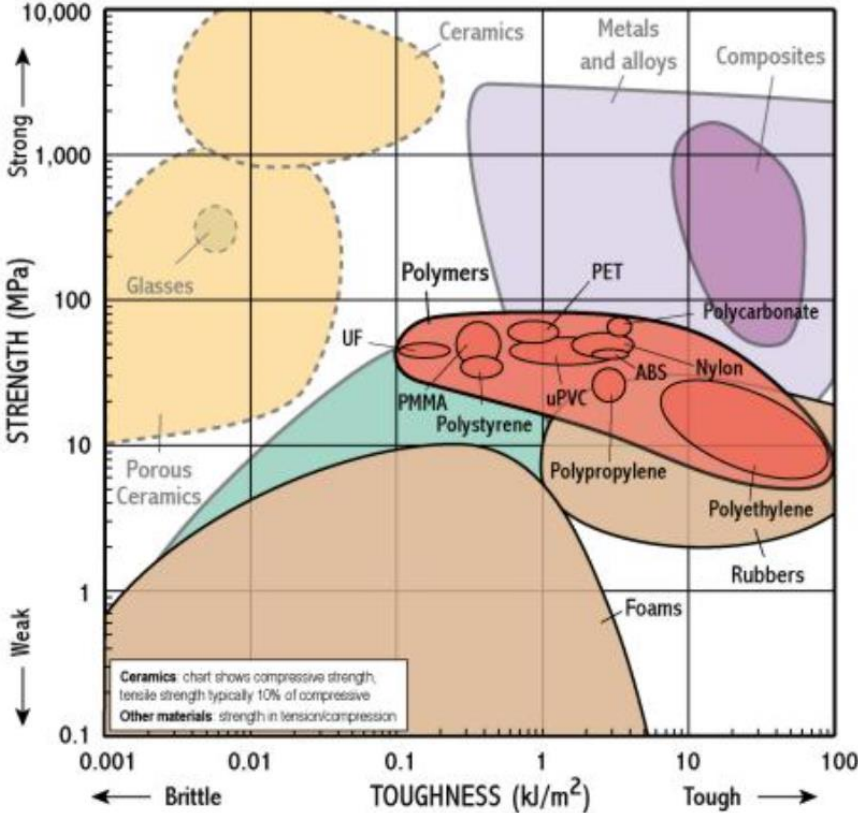 10,000
Ceramics
Metals
and alloys
Composites
Strong
1,000
Glasses
STRENGTH (MPa)
100
Polymers
PET
Polycarbonate
UF
Nylon
ABS
PMMA
uPVC
Polystyrene
10
Porous
Ceramics
Polypropylene
Polyethylene
Rubbers
1
Foams
Weak
Ceramics: chart shows compressive strength,
tensile strength typically 10% of compressive
Other materials: strength in tension/compression
0.1
0.001
0.01
0.1
1
10
100
Brittle
TOUGHNESS (kJ/m²)
Tough